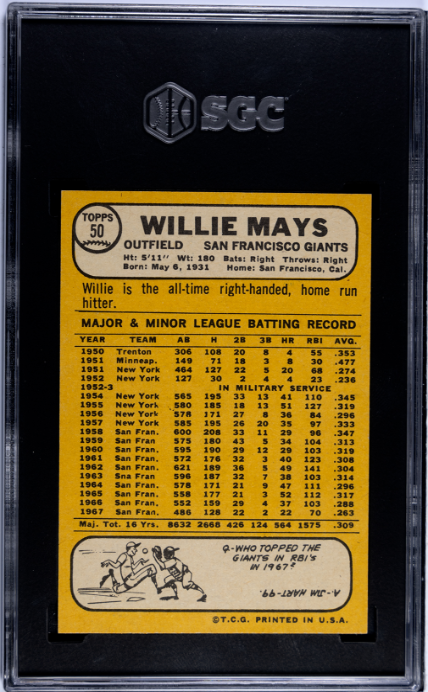 SGC
TOPPS
50
WILLIE MAYS
OUTFIELD SAN FRANCISCO GIANTS
Ht: 5'11" Wt: 180 Bats: Right Throws: Right
Born: May 6, 1931 Home: San Francisco, Cal.
Willie is the all-time right-handed, home run
hitter.
MAJOR & MINOR LEAGUE BATTING RECORD
YEAR TEAM AB H 2B 3B HR RBI AVG.
1950 Trenton 306 108 20 8 4 55 .353
1951 Minneap. 149 71 18 3 8 30 .477
1951 New York 464 127 22 5 20 68 .274
1952 New York 127 30 2 4 4 23 .236
1952-3 IN MILITARY SERVICE
1954 New York 565 195 33 13 41 110 .345
1955 New York 580 185 18 13 51 127 .319
1956 New York 578 171 27 8 36 84 .296
1957 New York 585 195 26 20 35 97 .333
1958 San Fran. 600 208 33 11 29 96 .347
1959 San Fran. 575 180 43 5 34 104 .313
1960 San Fran. 595 190 29 12 29 103 .319
1961 San Fran. 572 176 32 3 40 123 .308
1962 San Fran. 621 189 36 5 49 141 .304
1963 Sna Fran 596 187 32 7 38 103 .314
1964 San Fran. 578 171 21 9 47 111 .296
1965 San Fran. 558 177 21 3 52 112 .317
1966 San Fran. 552 159 29 4 37 103 .288
1967 San Fran. 486 128 22 2 22 70 .263
Maj. Tot. 16 Yrs. 8632 2668 426 124 564 1575 .309
Q-WHO TOPPED THE
GIANTS IN RBI'S
IN 1967?
A.-JIM HART-99.
©T.C.G. PRINTED IN U.S.A.